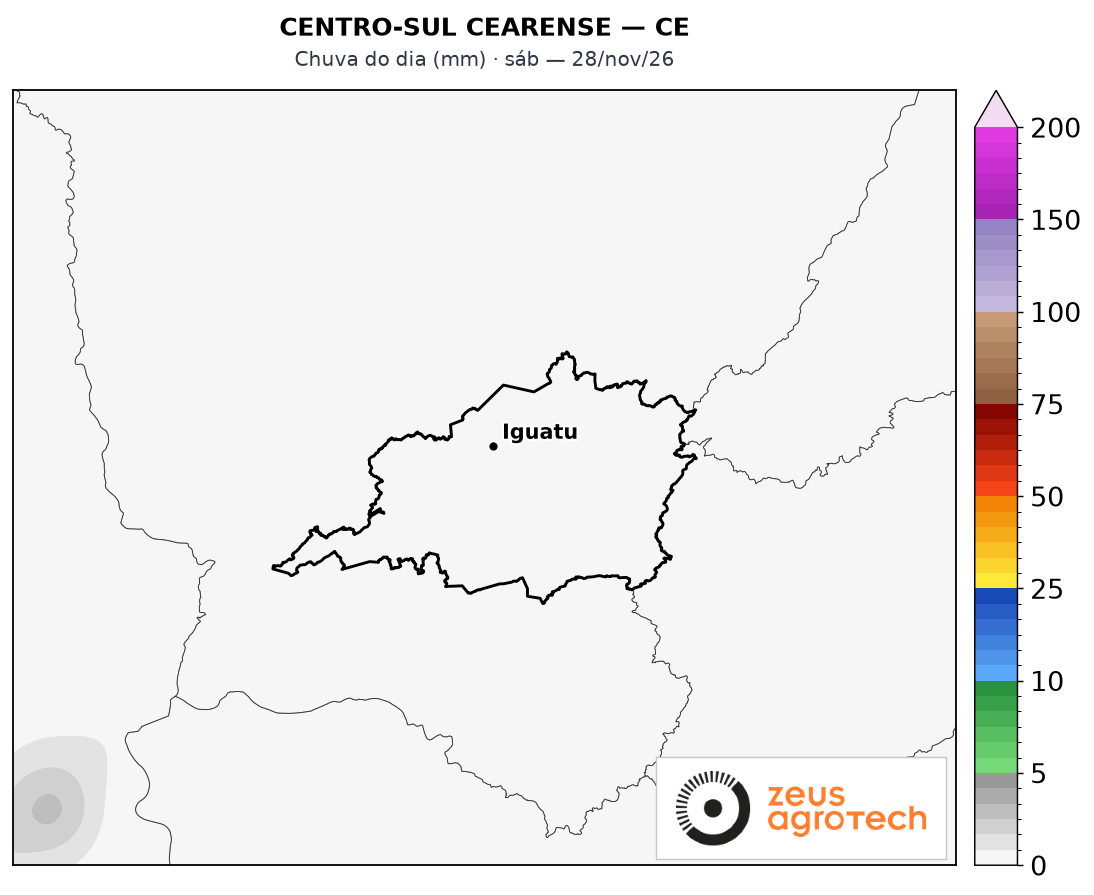 CENTRO-SUL CEARENSE — CE
Chuva do dia (mm) · sáb — 28/nov/26
200
150
100
75
50
25
10
5
0
Iguatu
zeus
agrotech